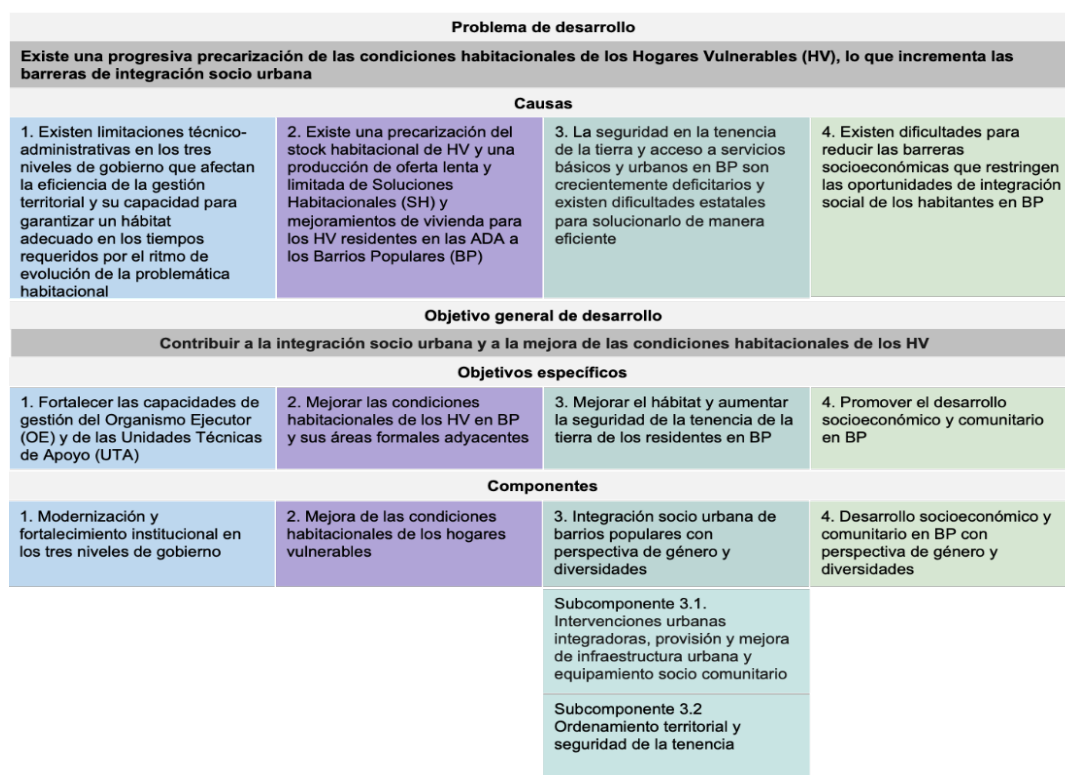 Problema de desarrollo
Existe una progresiva precarización de las condiciones habitacionales de los Hogares Vulnerables (HV), lo que incrementa las
barreras de integración socio urbana
Causas
1. Existen limitaciones técnico-
administrativas en los tres
niveles de gobierno que afectan
la eficiencia de la gestión
territorial y su capacidad para
garantizar un hábitat
adecuado en los tiempos
requeridos por el ritmo de
evolución de la problemática
habitacional
2. Existe una precarización del
stock habitacional de HV y una
producción de oferta lenta y
limitada de Soluciones
Habitacionales (SH) y
mejoramientos de vivienda para
los HV residentes en las ADA a
los Barrios Populares (BP)
3. La seguridad en la tenencia
de la tierra y acceso a servicios
básicos y urbanos en BP son
crecientemente deficitarios y
existen dificultades estatales
para solucionarlo de manera
eficiente
4. Existen dificultades para
reducir las barreras
socioeconómicas que restringen
las oportunidades de integración
social de los habitantes en BP
Objetivo general de desarrollo
Contribuir a la integración socio urbana y a la mejora de las condiciones habitacionales de los HV
Objetivos específicos
1. Fortalecer las capacidades de
gestión del Organismo Ejecutor
(OE) y de las Unidades Técnicas
de Apoyo (UTA)
2. Mejorar las condiciones
habitacionales de los HV en BP
y sus áreas formales adyacentes
3. Mejorar el hábitat y aumentar
la seguridad de la tenencia de la
tierra de los residentes en BP
4. Promover el desarrollo
socioeconómico y comunitario
en BP
Componentes
1. Modernización y
fortalecimiento institucional en
los tres niveles de gobierno
2. Mejora de las condiciones
habitacionales de los hogares
vulnerables
3. Integración socio urbana de
barrios populares con
perspectiva de género y
diversidades
4. Desarrollo socioeconómico y
comunitario en BP con
perspectiva de género y
diversidades
Subcomponente 3.1.
Intervenciones urbanas
integradoras, provisión y mejora
de infraestructura urbana y
equipamiento socio comunitario
Subcomponente 3.2
Ordenamiento territorial y
seguridad de la tenencia